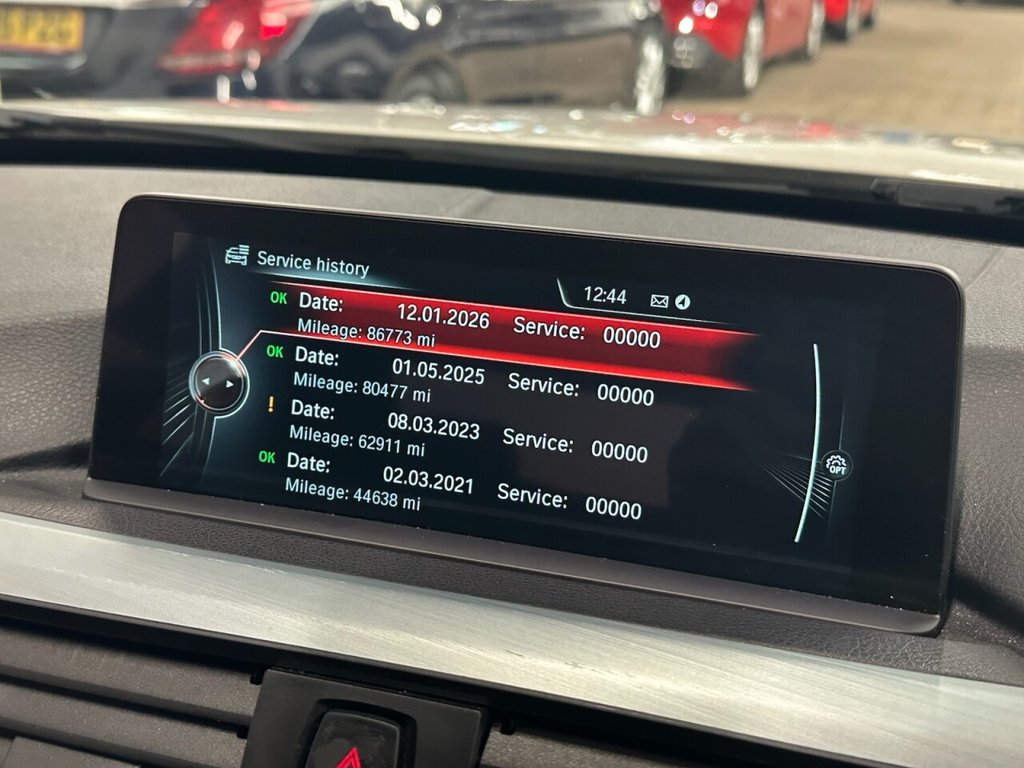 Service history
12:44
OK Date: 12.01.2026 Service: 00000
Mileage: 86773 mi
OK Date: 01.05.2025 Service: 00000
Mileage: 80477 mi
! Date: 08.03.2023 Service: 00000
Mileage: 62911 mi
OK Date: 02.03.2021 Service: 00000
Mileage: 44638 mi
OPT